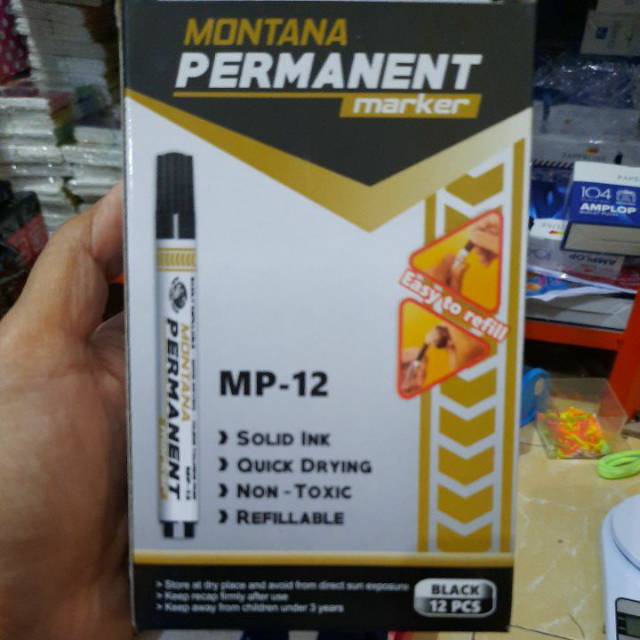 MONTANA
PERMANENT
marker
Easy to refill
MONTANA
PERMANENT
MP-12
❯ SOLID INK
❯ QUICK DRYING
❯ NON - TOXIC
❯ REFILLABLE
> Store at dry place and avoid from direct sun exposure
> Keep recap firmly after use
> Keep away from children under 3 years
BLACK
12 PCS
104
AMPLOP